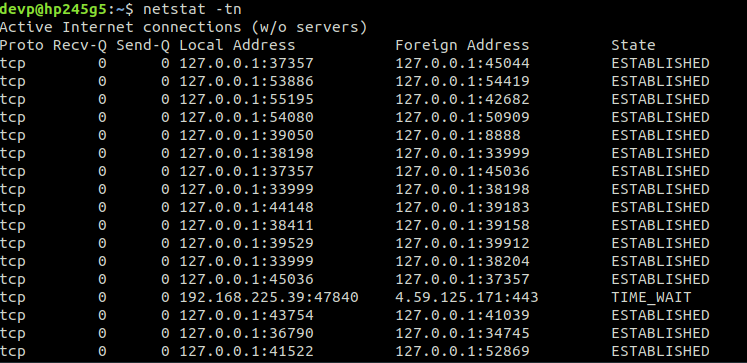 devp@hp245g5:~$ netstat -tn
Active Internet connections (w/o servers)
Proto Recv-Q Send-Q Local Address           Foreign Address         State
tcp        0      0 127.0.0.1:37357         127.0.0.1:45044         ESTABLISHED
tcp        0      0 127.0.0.1:53886         127.0.0.1:54419         ESTABLISHED
tcp        0      0 127.0.0.1:55195         127.0.0.1:42682         ESTABLISHED
tcp        0      0 127.0.0.1:54080         127.0.0.1:50909         ESTABLISHED
tcp        0      0 127.0.0.1:39050         127.0.0.1:8888          ESTABLISHED
tcp        0      0 127.0.0.1:38198         127.0.0.1:33999         ESTABLISHED
tcp        0      0 127.0.0.1:37357         127.0.0.1:45036         ESTABLISHED
tcp        0      0 127.0.0.1:33999         127.0.0.1:38198         ESTABLISHED
tcp        0      0 127.0.0.1:44148         127.0.0.1:39183         ESTABLISHED
tcp        0      0 127.0.0.1:38411         127.0.0.1:39158         ESTABLISHED
tcp        0      0 127.0.0.1:39529         127.0.0.1:39912         ESTABLISHED
tcp        0      0 127.0.0.1:33999         127.0.0.1:38204         ESTABLISHED
tcp        0      0 127.0.0.1:45036         127.0.0.1:37357         ESTABLISHED
tcp        0      0 192.168.225.39:47840    4.59.125.171:443        TIME_WAIT
tcp        0      0 127.0.0.1:43754         127.0.0.1:41039         ESTABLISHED
tcp        0      0 127.0.0.1:36790         127.0.0.1:34745         ESTABLISHED
tcp        0      0 127.0.0.1:41522         127.0.0.1:52869         ESTABLISHED